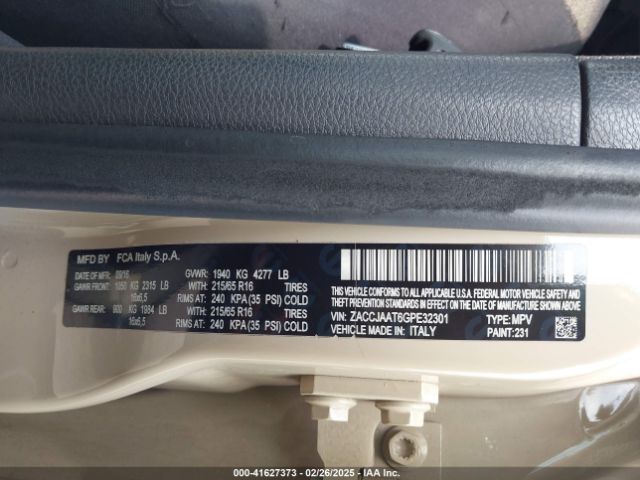 MFD BY FCA Italy S.p.A.
DATE OF MFR: 09/16 GVWR: 1940 KG 4277 LB
GAWR FRONT: 1050 KG 2315 LB WITH: 215/65 R16 TIRES
16x6,5 RIMS AT: 240 KPA(35 PSI) COLD
GAWR REAR: 900 KG 1984 LB WITH: 215/65 R16 TIRES
16x6,5 RIMS AT: 240 KPA(35 PSI) COLD
THIS VEHICLE CONFORMS TO ALL APPLICABLE U.S.A. FEDERAL MOTOR VEHICLE
SAFETY, BUMPER, AND THEFT PREVENTION STANDARDS IN EFFECT ON THE DATE
OF MANUFACTURE SHOWN ABOVE.
VIN: ZACCJAAT6GPE32301 TYPE: MPV
MADE IN: ITALY PAINT: 231
000-41627373 | 02/26/2025 | IAA Inc.